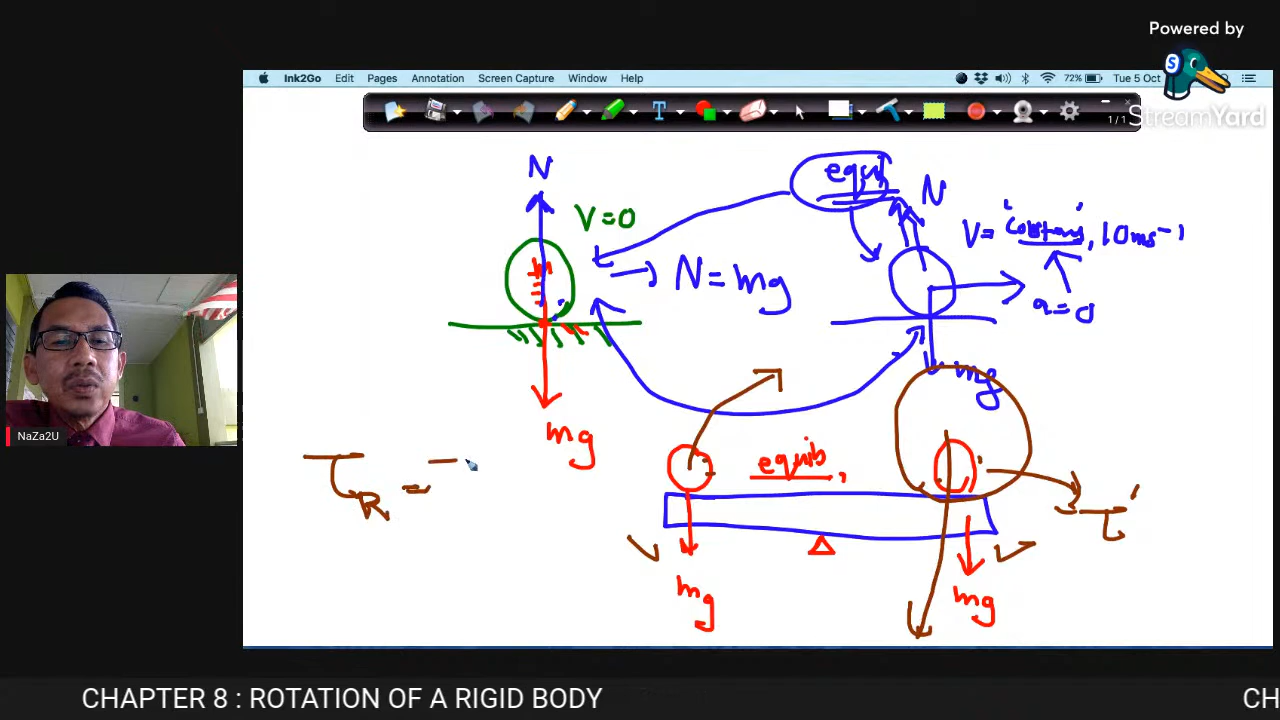 Powered by
StreamYard
Ink2Go Edit Pages Annotation Screen Capture Window Help
72% Tue 5 Oct
1/1
N
V=0
N=mg
mg
equi
N
V= 'constant', 10ms⁻¹
a=0
mg
equib,
mg
mg
τ'
τR =
NaZa2U
CHAPTER 8 : ROTATION OF A RIGID BODY
CH